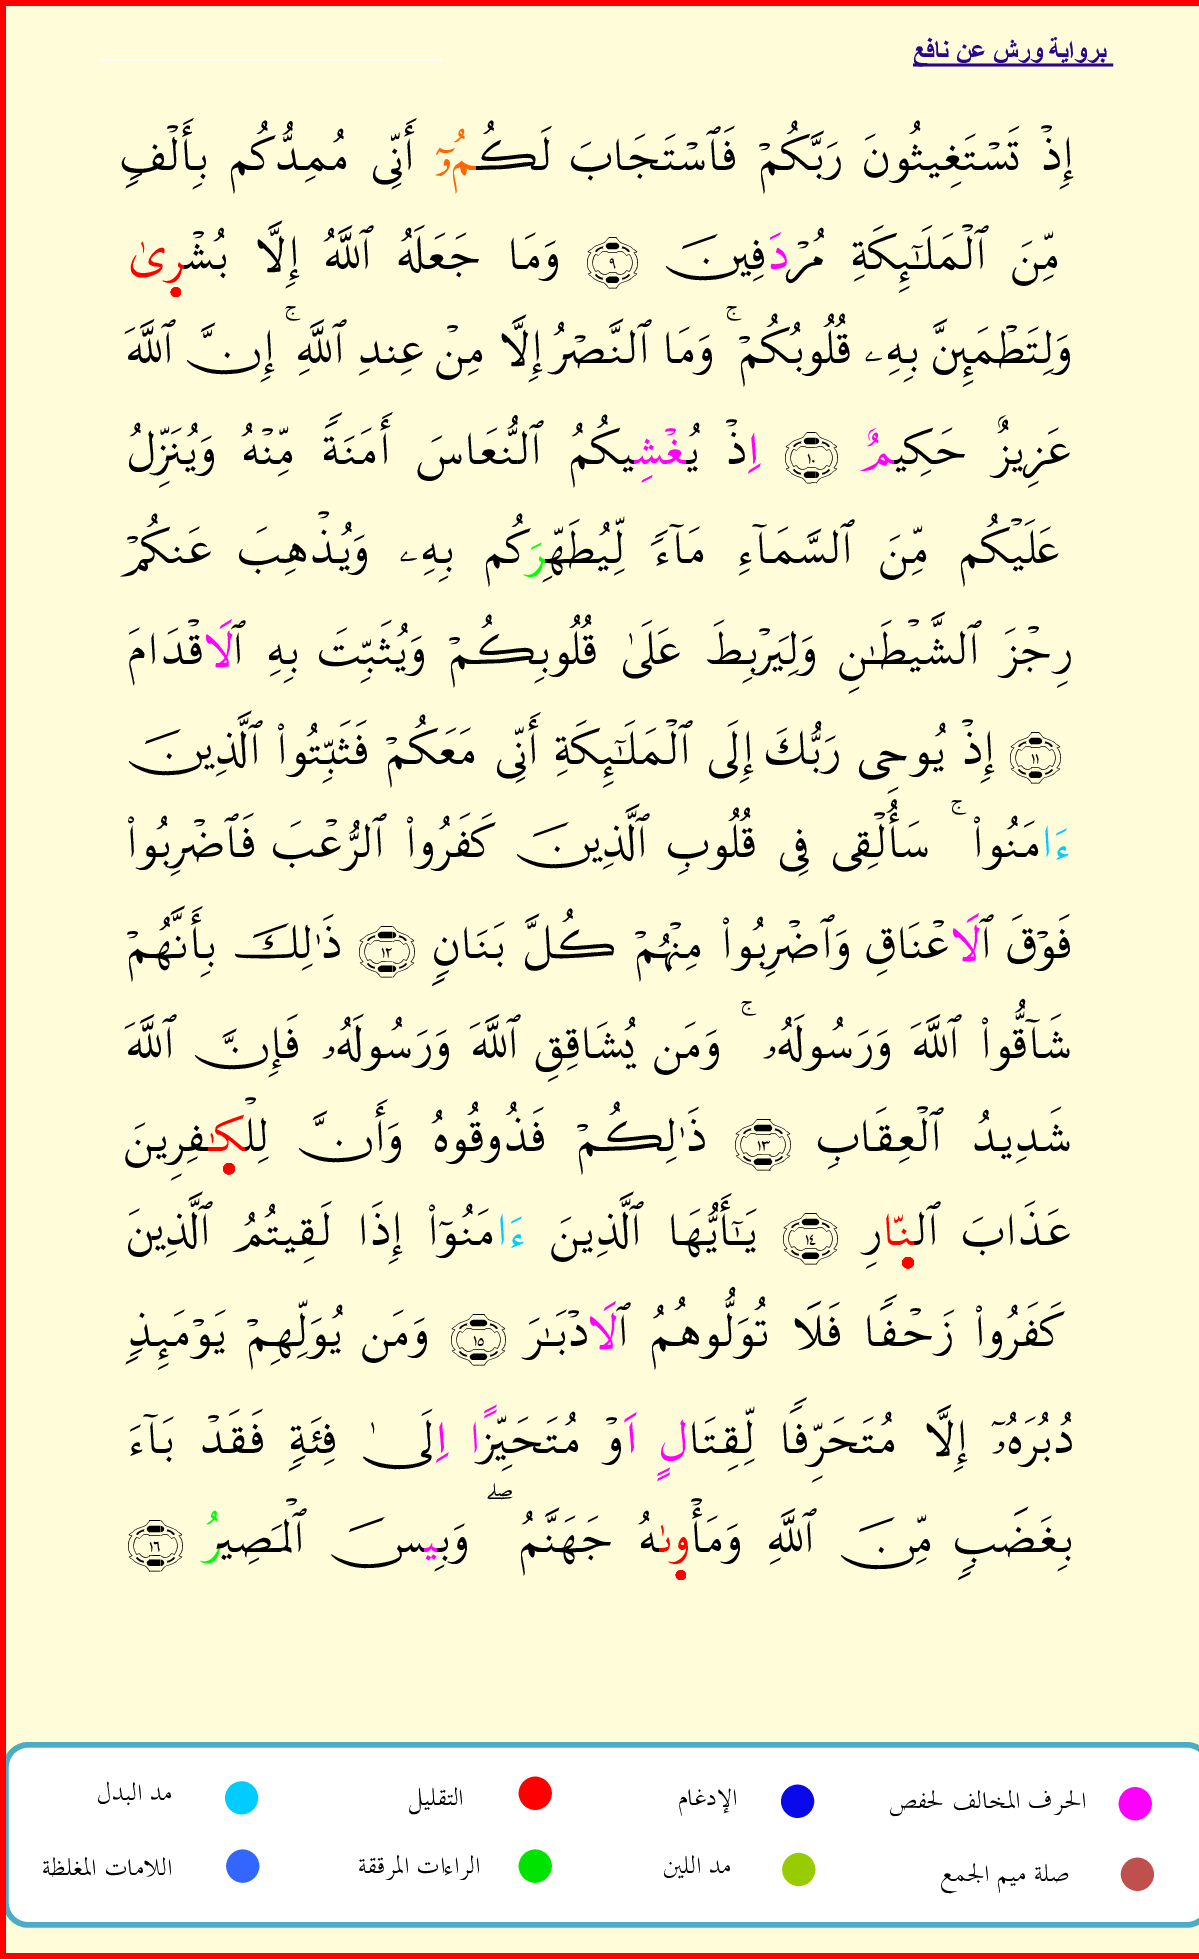 برواية ورش عن نافع
إِذْ تَسْتَغِيثُونَ رَبَّكُمْ فَٱسْتَجَابَ لَكُمُۥٓ أَنِّى مُمِدُّكُم بِأَلْفٍ
مِّنَ ٱلْمَلَـٰٓئِكَةِ مُرْدَفِينَ ٩ وَمَا جَعَلَهُ ٱللَّهُ إِلَّا بُشْرِىٰ
وَلِتَطْمَئِنَّ بِهِۦ قُلُوبُكُمْ ۚ وَمَا ٱلنَّصْرُ إِلَّا مِنْ عِندِ ٱللَّهِ ۚ إِنَّ ٱللَّهَ
عَزِيزٌ حَكِيمٌ ١٠ اِذْ يُغْشِيكُمُ ٱلنُّعَاسَ أَمَنَةً مِّنْهُ وَيُنَزِّلُ
عَلَيْكُم مِّنَ ٱلسَّمَآءِ مَآءً لِّيُطَهِّرَكُم بِهِۦ وَيُذْهِبَ عَنكُمْ
رِجْزَ ٱلشَّيْطَـٰنِ وَلِيَرْبِطَ عَلَىٰ قُلُوبِكُمْ وَيُثَبِّتَ بِهِ ٱلَاقْدَامَ
١١ إِذْ يُوحِى رَبُّكَ إِلَى ٱلْمَلَـٰٓئِكَةِ أَنِّى مَعَكُمْ فَثَبِّتُوا۟ ٱلَّذِينَ
ءَامَنُوا۟ ۚ سَأُلْقِى فِى قُلُوبِ ٱلَّذِينَ كَفَرُوا۟ ٱلرُّعْبَ فَٱضْرِبُوا۟
فَوْقَ ٱلَاعْنَاقِ وَٱضْرِبُوا۟ مِنْهُمْ كُلَّ بَنَانٍ ١٢ ذَٰلِكَ بِأَنَّهُمْ
شَآقُّوا۟ ٱللَّهَ وَرَسُولَهُۥ ۚ وَمَن يُشَاقِقِ ٱللَّهَ وَرَسُولَهُۥ فَإِنَّ ٱللَّهَ
شَدِيدُ ٱلْعِقَابِ ١٣ ذَٰلِكُمْ فَذُوقُوهُ وَأَنَّ لِلْكَـٰفِرِينَ
عَذَابَ ٱلنَّارِ ١٤ يَـٰٓأَيُّهَا ٱلَّذِينَ ءَامَنُوٓا۟ إِذَا لَقِيتُمُ ٱلَّذِينَ
كَفَرُوا۟ زَحْفًا فَلَا تُوَلُّوهُمُ ٱلَادْبَـٰرَ ١٥ وَمَن يُوَلِّهِمْ يَوْمَئِذٍ
دُبُرَهُۥٓ إِلَّا مُتَحَرِّفًا لِّقِتَالٍ اَوْ مُتَحَيِّزًا اِلَىٰ فِئَةٍ فَقَدْ بَآءَ
بِغَضَبٍ مِّنَ ٱللَّهِ وَمَأْوِىٰهُ جَهَنَّمُ ۖ وَبِيسَ ٱلْمَصِيرُ ١٦
الحرف المخالف لحفص الإدغام التقليل مد البدل
صلة ميم الجمع مد اللين الراءات المرققة اللامات المغلظة